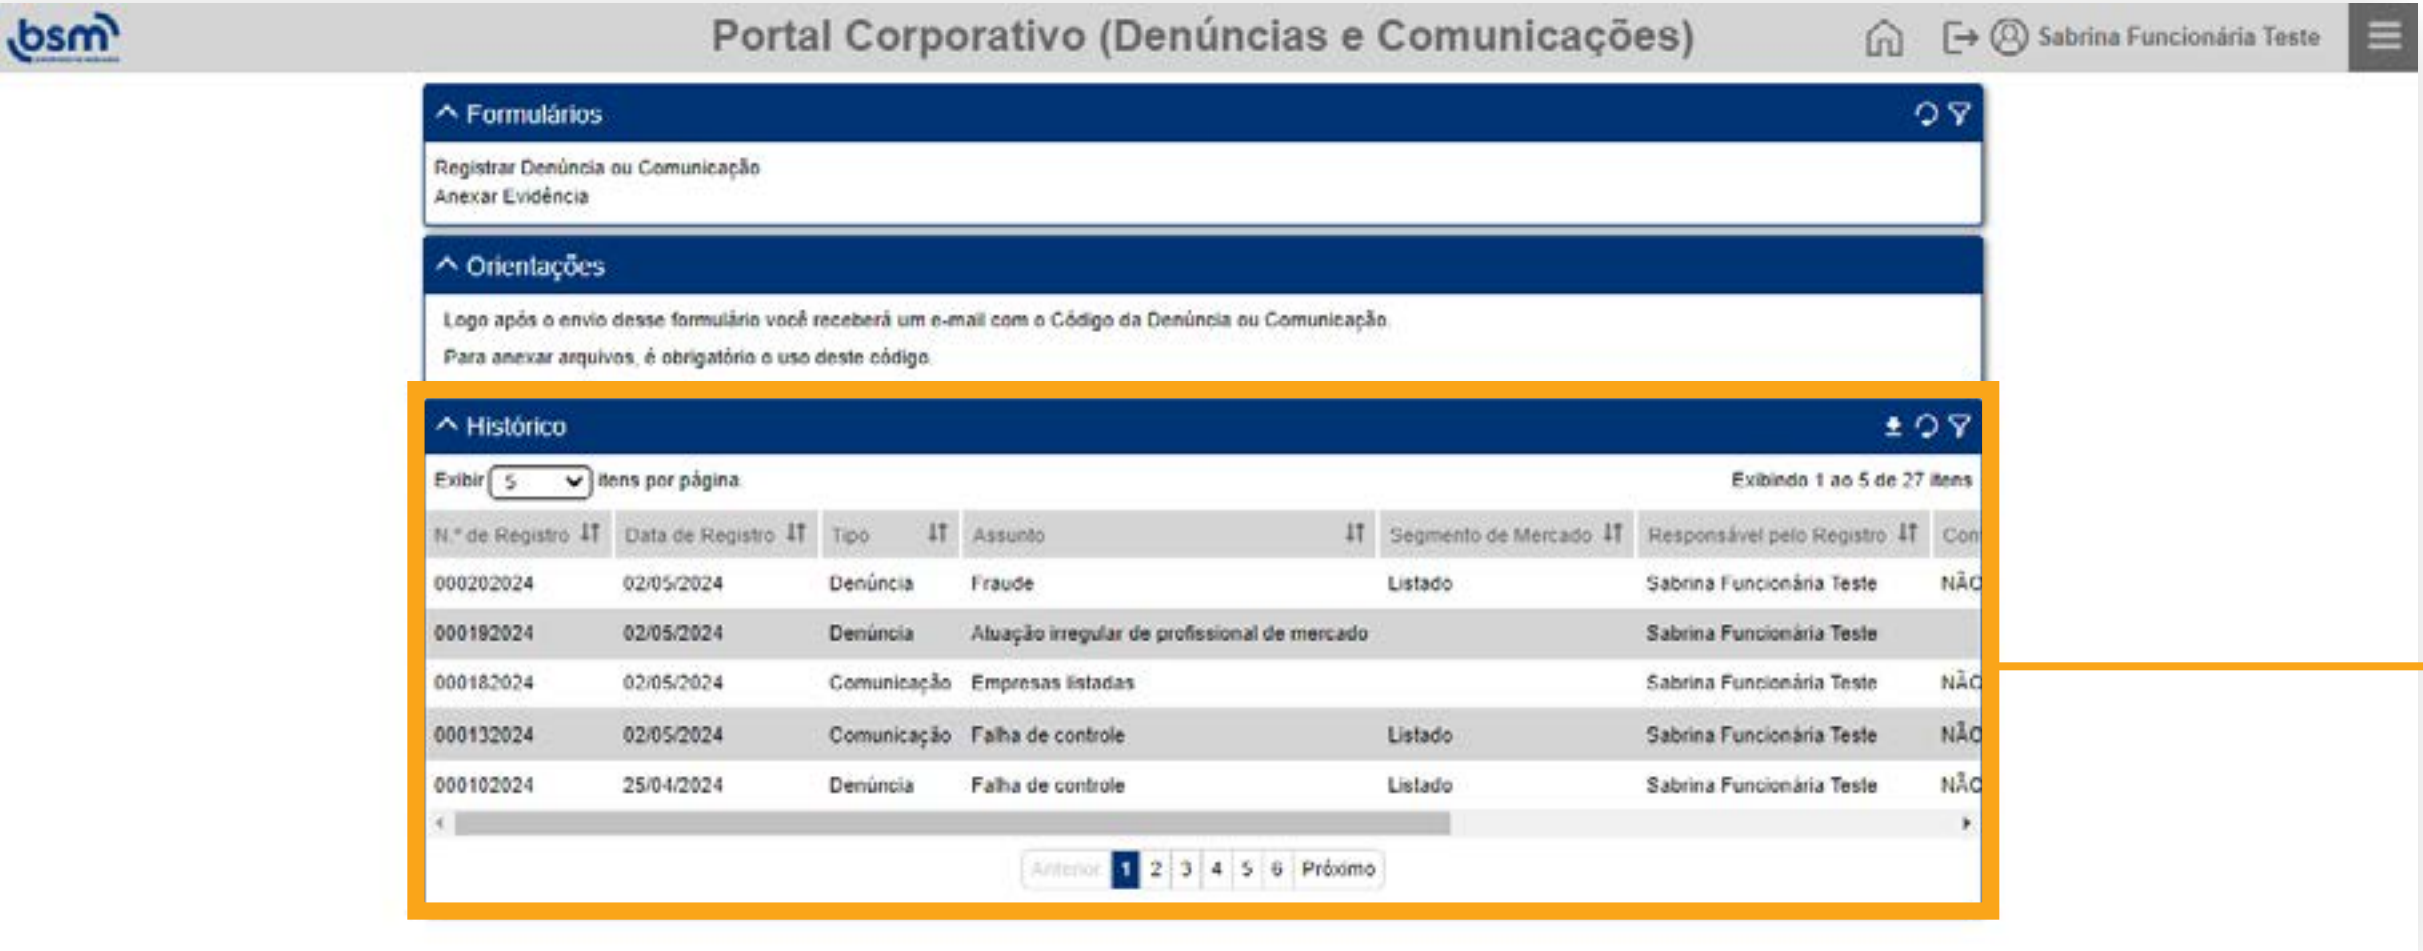 bsm
Portal Corporativo (Denúncias e Comunicações)
Sabrina Funcionária Teste
Formulários
Registrar Denúncia ou Comunicação
Anexar Evidência
Orientações
Logo após o envio desse formulário você receberá um e-mail com o Código da Denúncia ou Comunicação.
Para anexar arquivos, é obrigatório o uso deste código.
Histórico
Exibir 5 itens por página. Exibindo 1 ao 5 de 27 itens
N.º de Registro Data de Registro Tipo Assunto Segmento de Mercado Responsável pelo Registro Con
000202024 02/05/2024 Denúncia Fraude Listado Sabrina Funcionária Teste NÃO
000192024 02/05/2024 Denúncia Atuação irregular de profissional de mercado Sabrina Funcionária Teste
000182024 02/05/2024 Comunicação Empresas listadas Sabrina Funcionária Teste NÃO
000132024 02/05/2024 Comunicação Falha de controle Listado Sabrina Funcionária Teste NÃO
000102024 25/04/2024 Denúncia Falha de controle Listado Sabrina Funcionária Teste NÃO
Anterior 1 2 3 4 5 6 Próximo